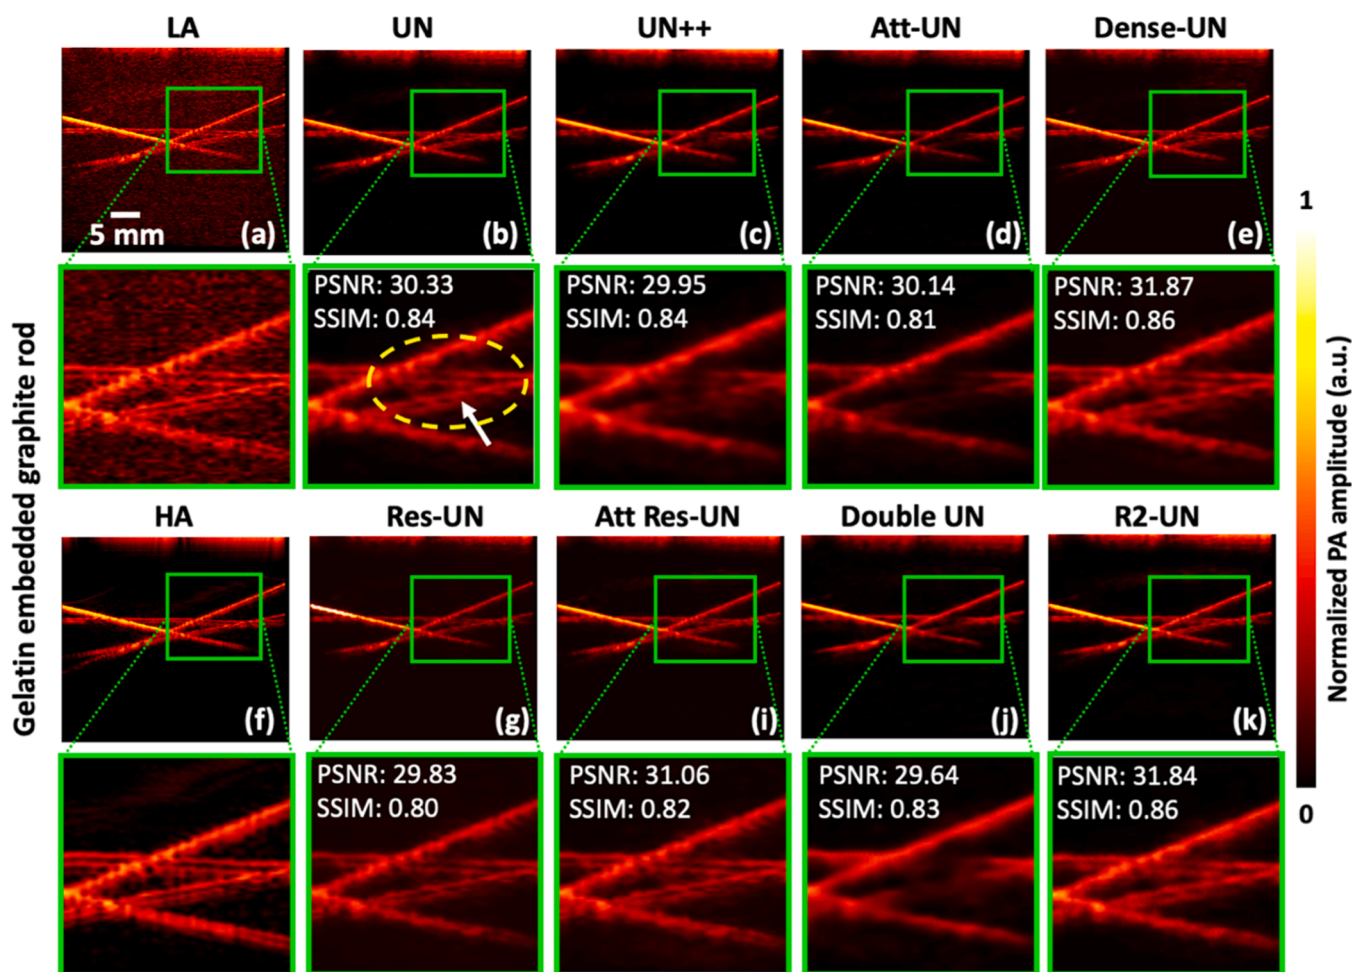 LA
UN
UN++
Att-UN
Dense-UN
5 mm
(a)
(b)
(c)
(d)
(e)
PSNR: 30.33
SSIM: 0.84
PSNR: 29.95
SSIM: 0.84
PSNR: 30.14
SSIM: 0.81
PSNR: 31.87
SSIM: 0.86
Gelatin embedded graphite rod
HA
Res-UN
Att Res-UN
Double UN
R2-UN
(f)
(g)
(i)
(j)
(k)
PSNR: 29.83
SSIM: 0.80
PSNR: 31.06
SSIM: 0.82
PSNR: 29.64
SSIM: 0.83
PSNR: 31.84
SSIM: 0.86
1
Normalized PA amplitude (a.u.)
0